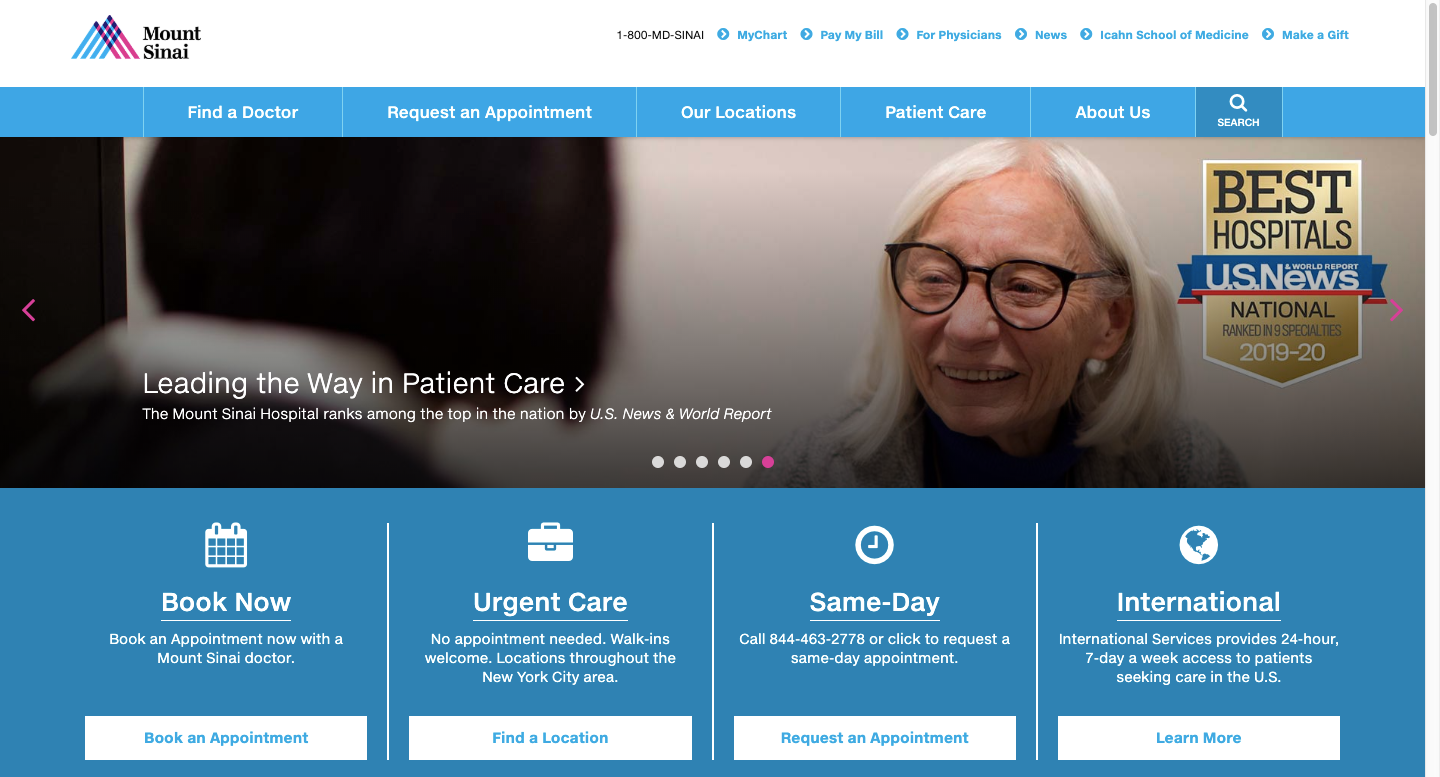 Mount
Sinai
1-800-MD-SINAI MyChart Pay My Bill For Physicians News Icahn School of Medicine Make a Gift
Find a Doctor Request an Appointment Our Locations Patient Care About Us SEARCH
BEST
HOSPITALS
U.S.News & WORLD REPORT
NATIONAL
RANKED IN 9 SPECIALTIES
2019-20
Leading the Way in Patient Care
The Mount Sinai Hospital ranks among the top in the nation by U.S. News & World Report
Book Now
Book an Appointment now with a
Mount Sinai doctor.
Book an Appointment
Urgent Care
No appointment needed. Walk-ins
welcome. Locations throughout the
New York City area.
Find a Location
Same-Day
Call 844-463-2778 or click to request a
same-day appointment.
Request an Appointment
International
International Services provides 24-hour,
7-day a week access to patients
seeking care in the U.S.
Learn More